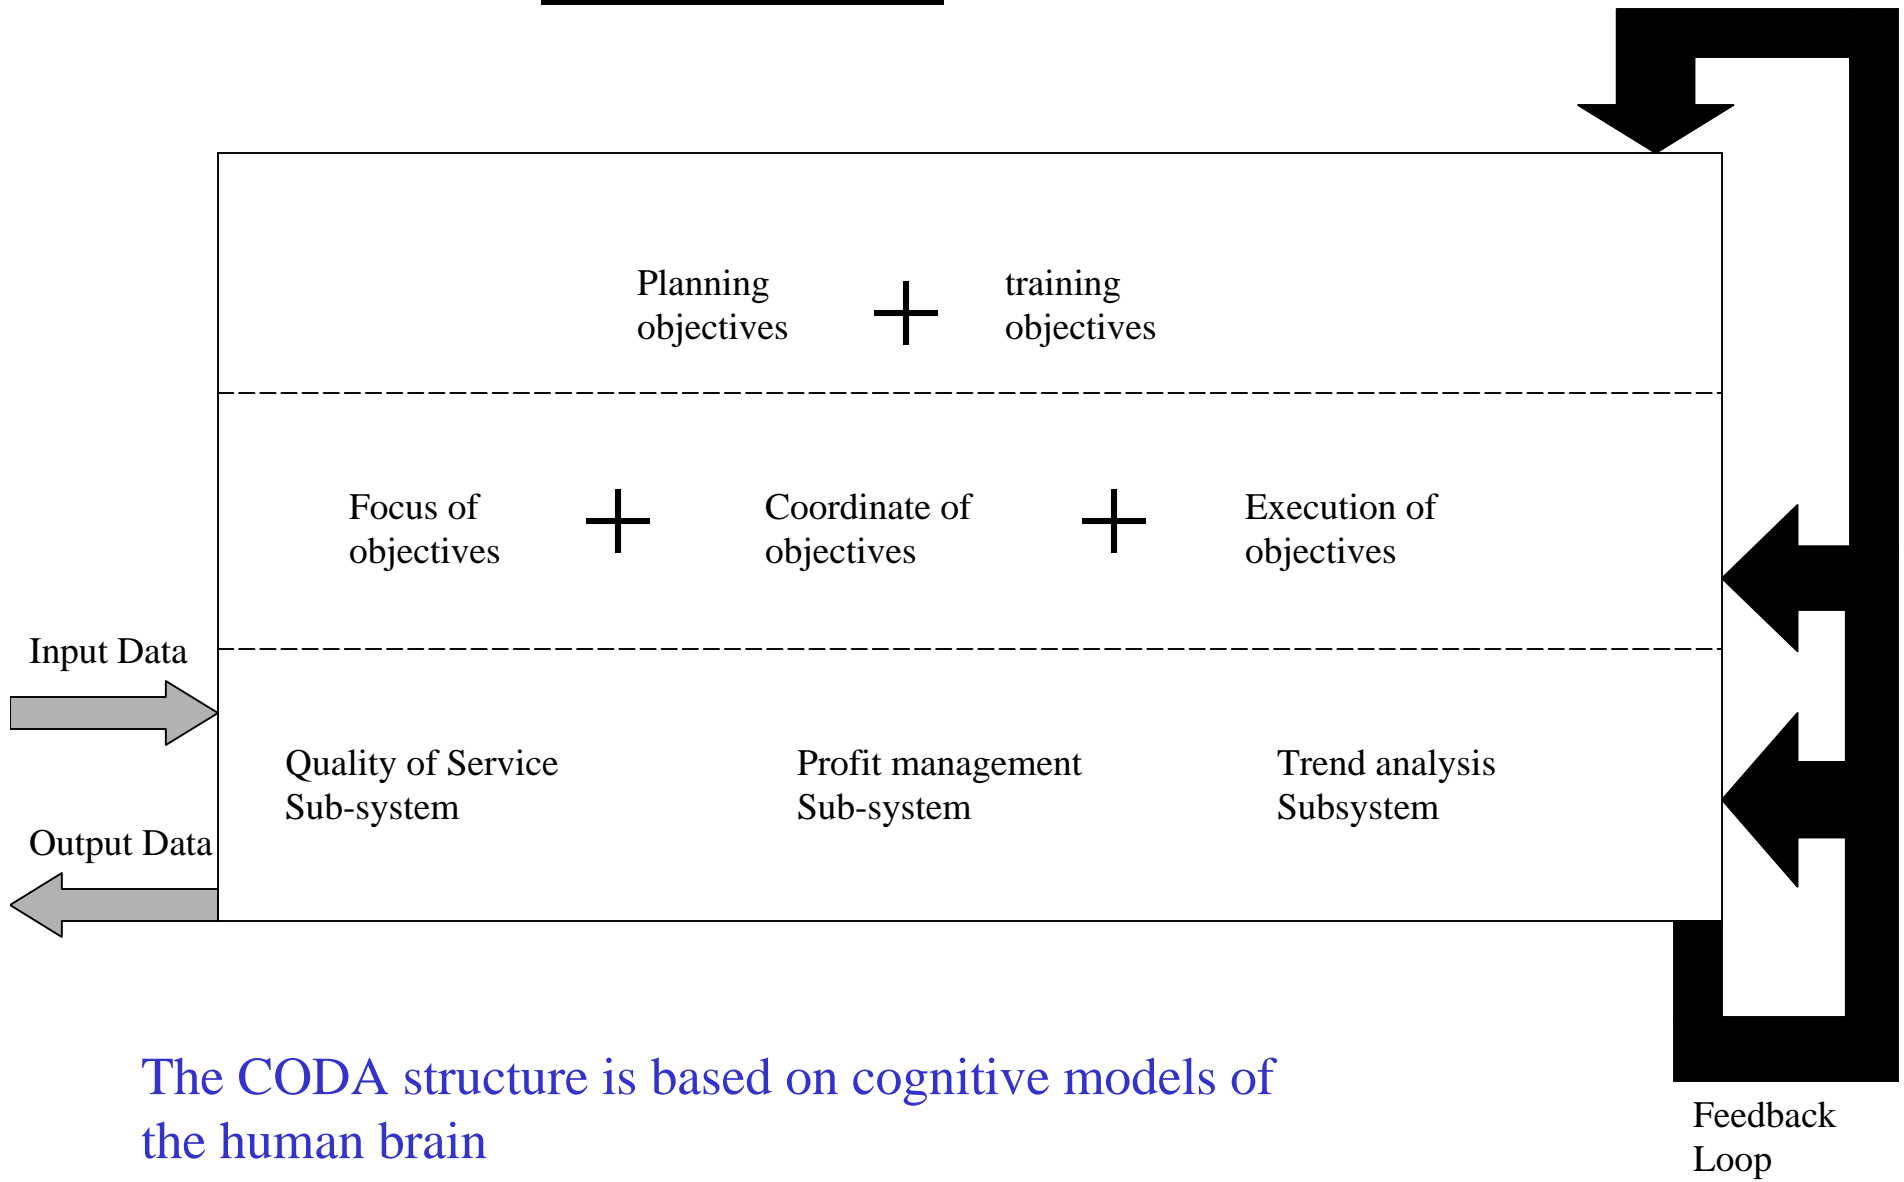 Planning
objectives
training
objectives
Focus of
objectives
Coordinate of
objectives
Execution of
objectives
Input Data
Quality of Service
Sub-system
Profit management
Sub-system
Trend analysis
Subsystem
Output Data
The CODA structure is based on cognitive models of
the human brain
Feedback
Loop